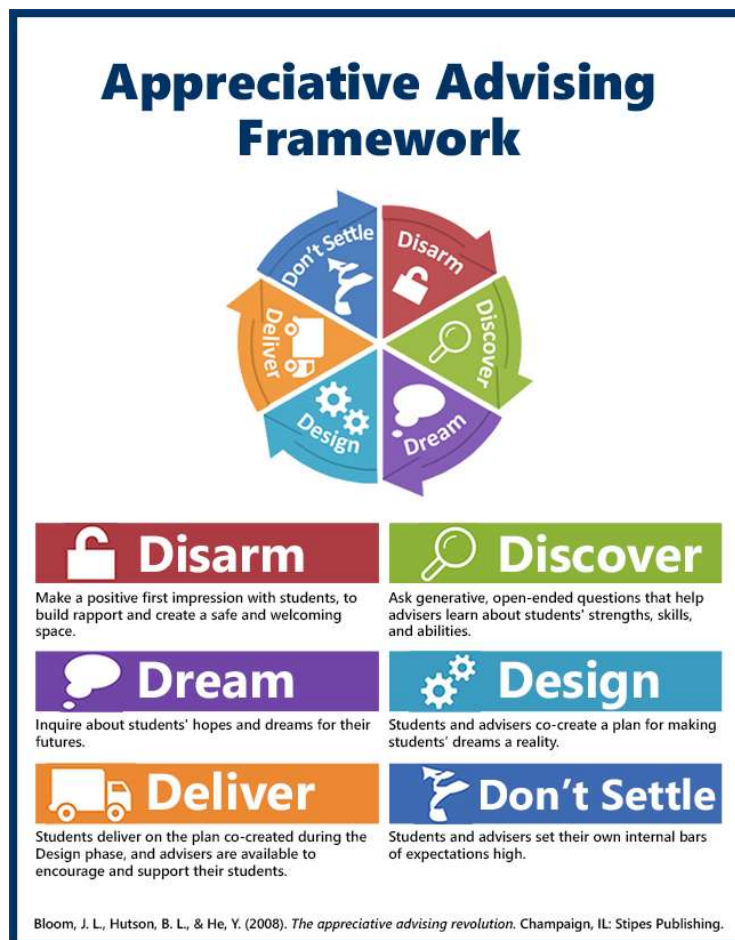 Appreciative Advising
Framework
Don't Settle
Disarm
Deliver
Discover
Design
Dream
Disarm
Make a positive first impression with students, to
build rapport and create a safe and welcoming
space.
Discover
Ask generative, open-ended questions that help
advisers learn about students' strengths, skills,
and abilities.
Dream
Inquire about students' hopes and dreams for their
futures.
Design
Students and advisers co-create a plan for making
students' dreams a reality.
Deliver
Students deliver on the plan co-created during the
Design phase, and advisers are available to
encourage and support their students.
Don't Settle
Students and advisers set their own internal bars
of expectations high.
Bloom, J. L., Hutson, B. L., & He, Y. (2008). The appreciative advising revolution. Champaign, IL: Stipes Publishing.